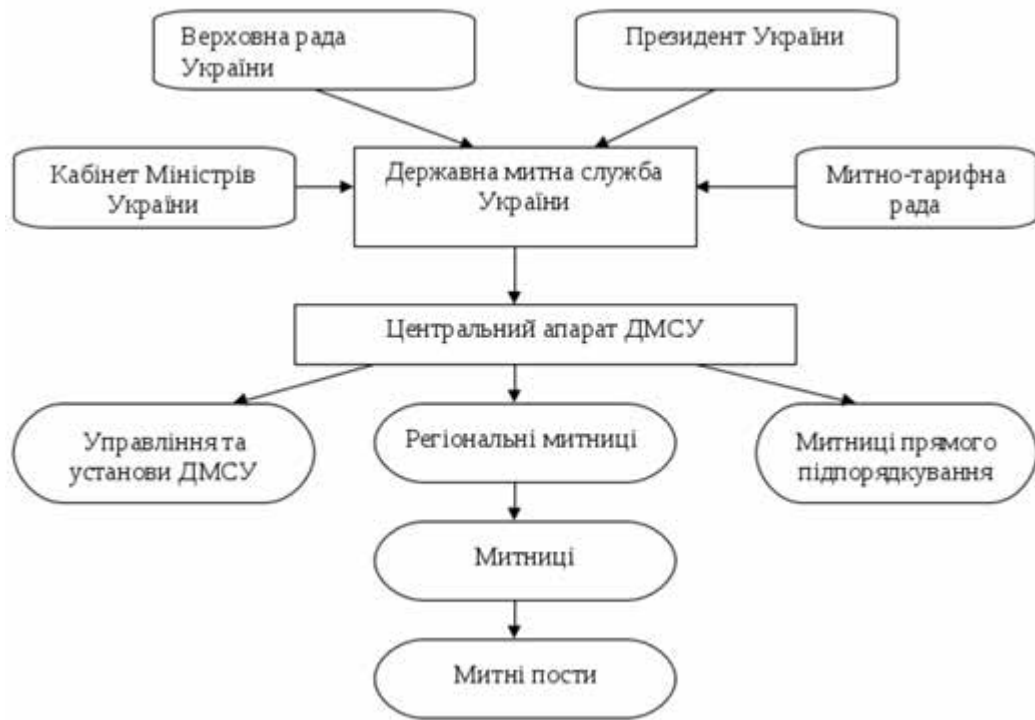 Верховна рада
України
Президент України
Кабінет Міністрів
України
Державна митна служба
України
Митно-тарифна
рада
Центральний апарат ДМСУ
Управління та
установи ДМСУ
Регіональні митниці
Митниці прямого
підпорядкування
Митниці
Митні пости